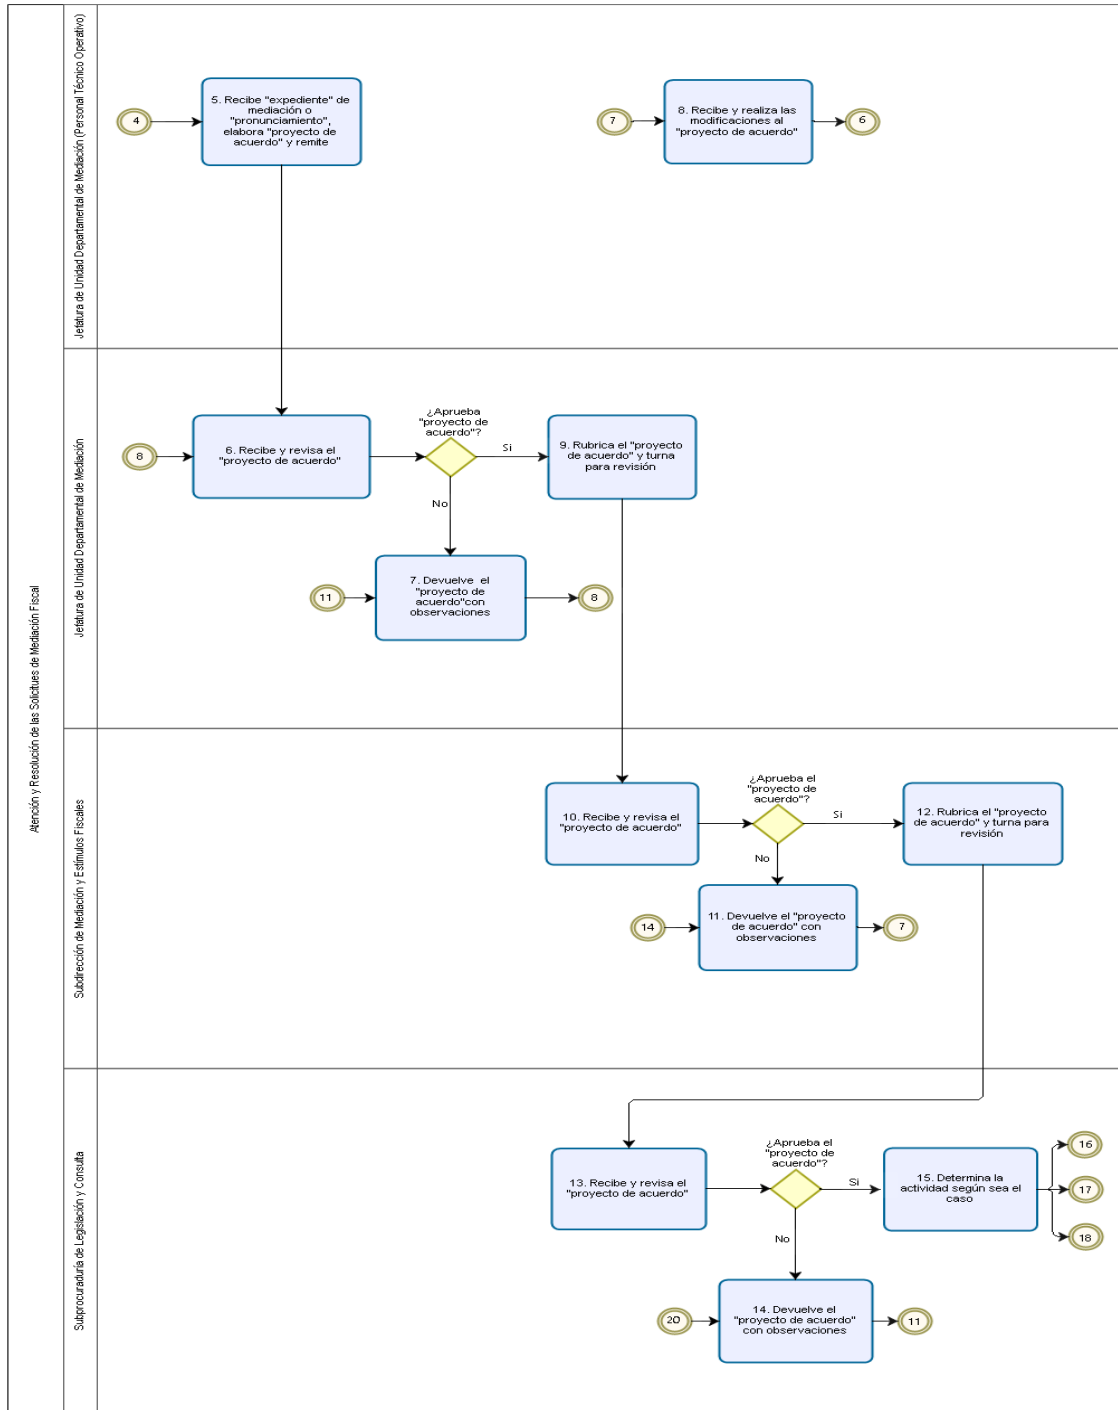 Atención y Resolución de las Solicitues de Mediación Fiscal
Jefatura de Unidad Departamental de Mediación (Personal Técnico Operativo)
4
5. Recibe "expediente" de
mediación o
"pronunciamiento",
elabora "proyecto de
acuerdo" y remite
7
8. Recibe y realiza las
modificaciones al
"proyecto de acuerdo"
6
Jefatura de Unidad Departamental de Mediación
8
6. Recibe y revisa el
"proyecto de acuerdo"
¿Aprueba
"proyecto de
acuerdo"?
Si
No
9. Rubrica el "proyecto
de acuerdo" y turna
para revisión
11
7. Devuelve el
"proyecto de
acuerdo"con
observaciones
8
Subdirección de Mediación y Estímulos Fiscales
10. Recibe y revisa el
"proyecto de acuerdo"
¿Aprueba el
"proyecto de
acuerdo"?
Si
No
12. Rubrica el "proyecto
de acuerdo" y turna para
revisión
14
11. Devuelve el "proyecto
de acuerdo" con
observaciones
7
Subprocuraduría de Legislación y Consulta
13. Recibe y revisa el
"proyecto de acuerdo"
¿Aprueba el
"proyecto de
acuerdo"?
Si
No
15. Determina la
actividad según sea el
caso
16
17
18
20
14. Devuelve el
"proyecto de acuerdo"
con observaciones
11